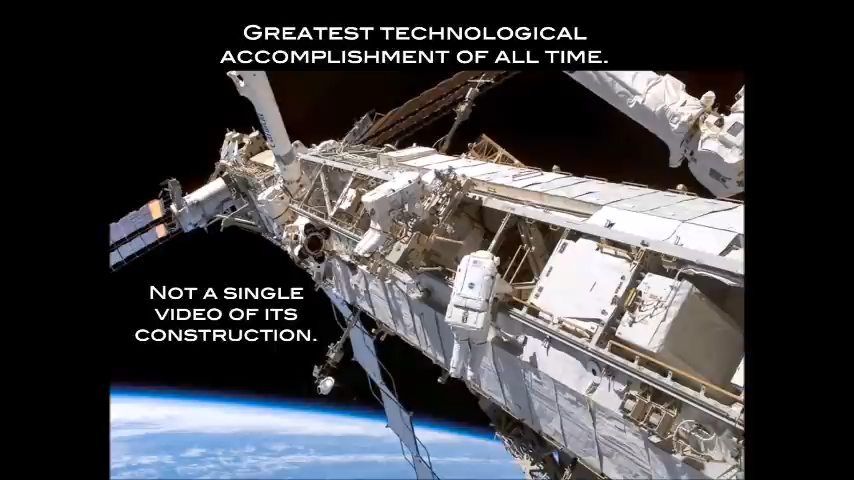 Greatest technological
accomplishment of all time.
Not a single
video of its
construction.